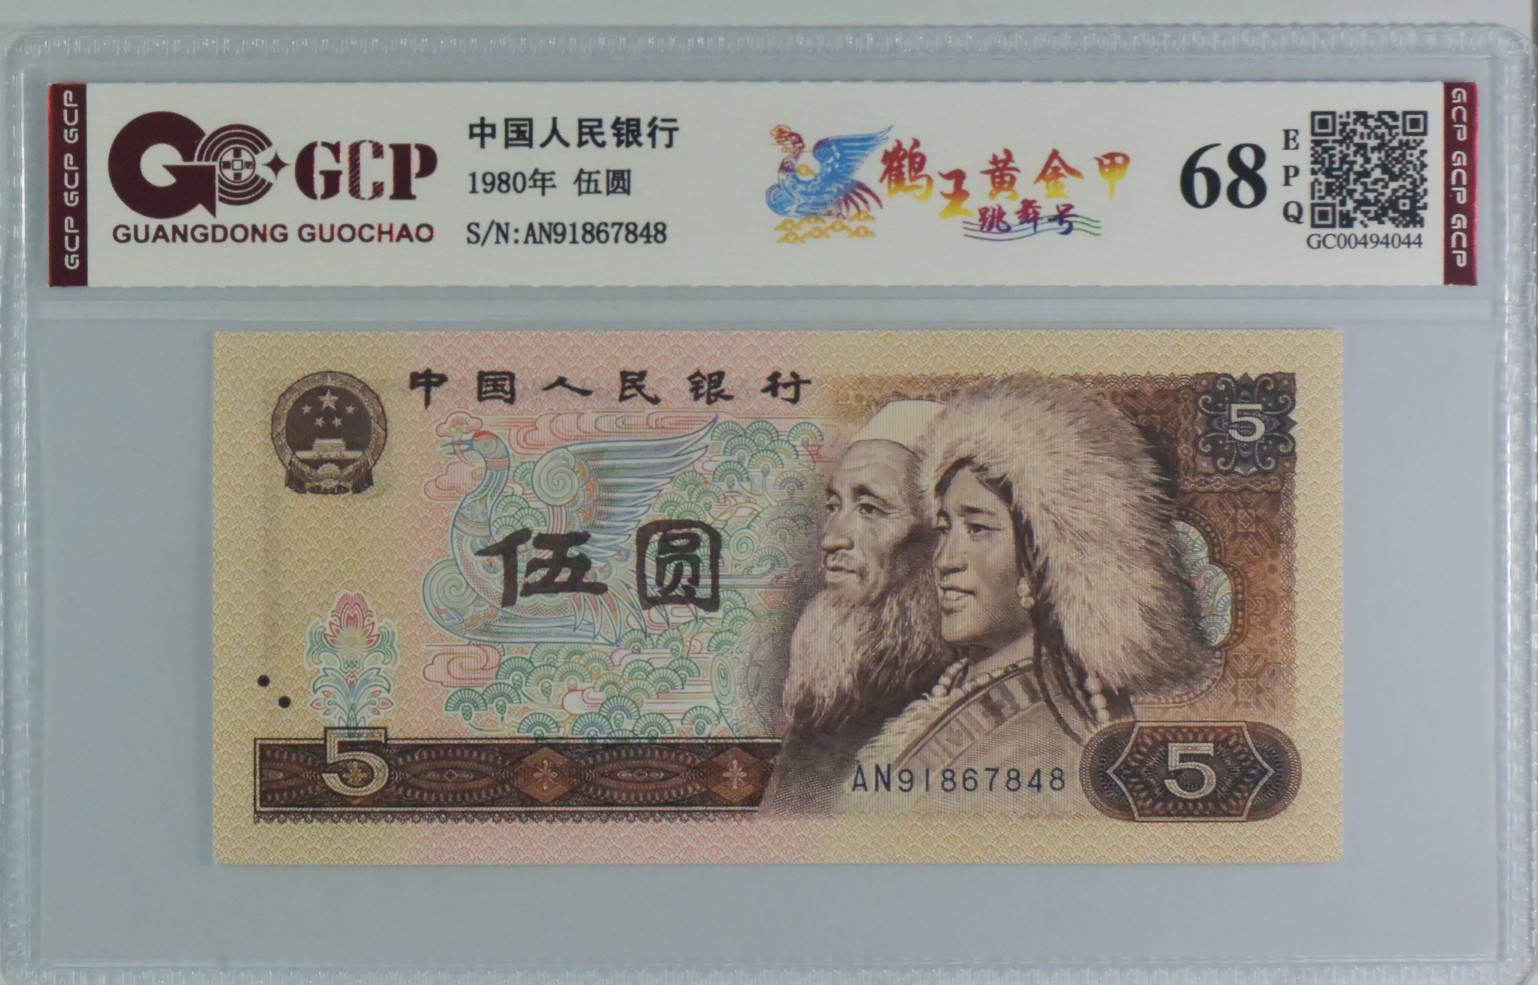 GCP GCP GCP
GCP
GUANGDONG GUOCHAO
中国人民银行
1980年 伍圆
S/N:AN91867848
鹤王黄金甲
跳舞号
68
EPQ
GC00494044
GCP GCP GCP
中国人民银行
5
伍圆
5
AN91867848
5